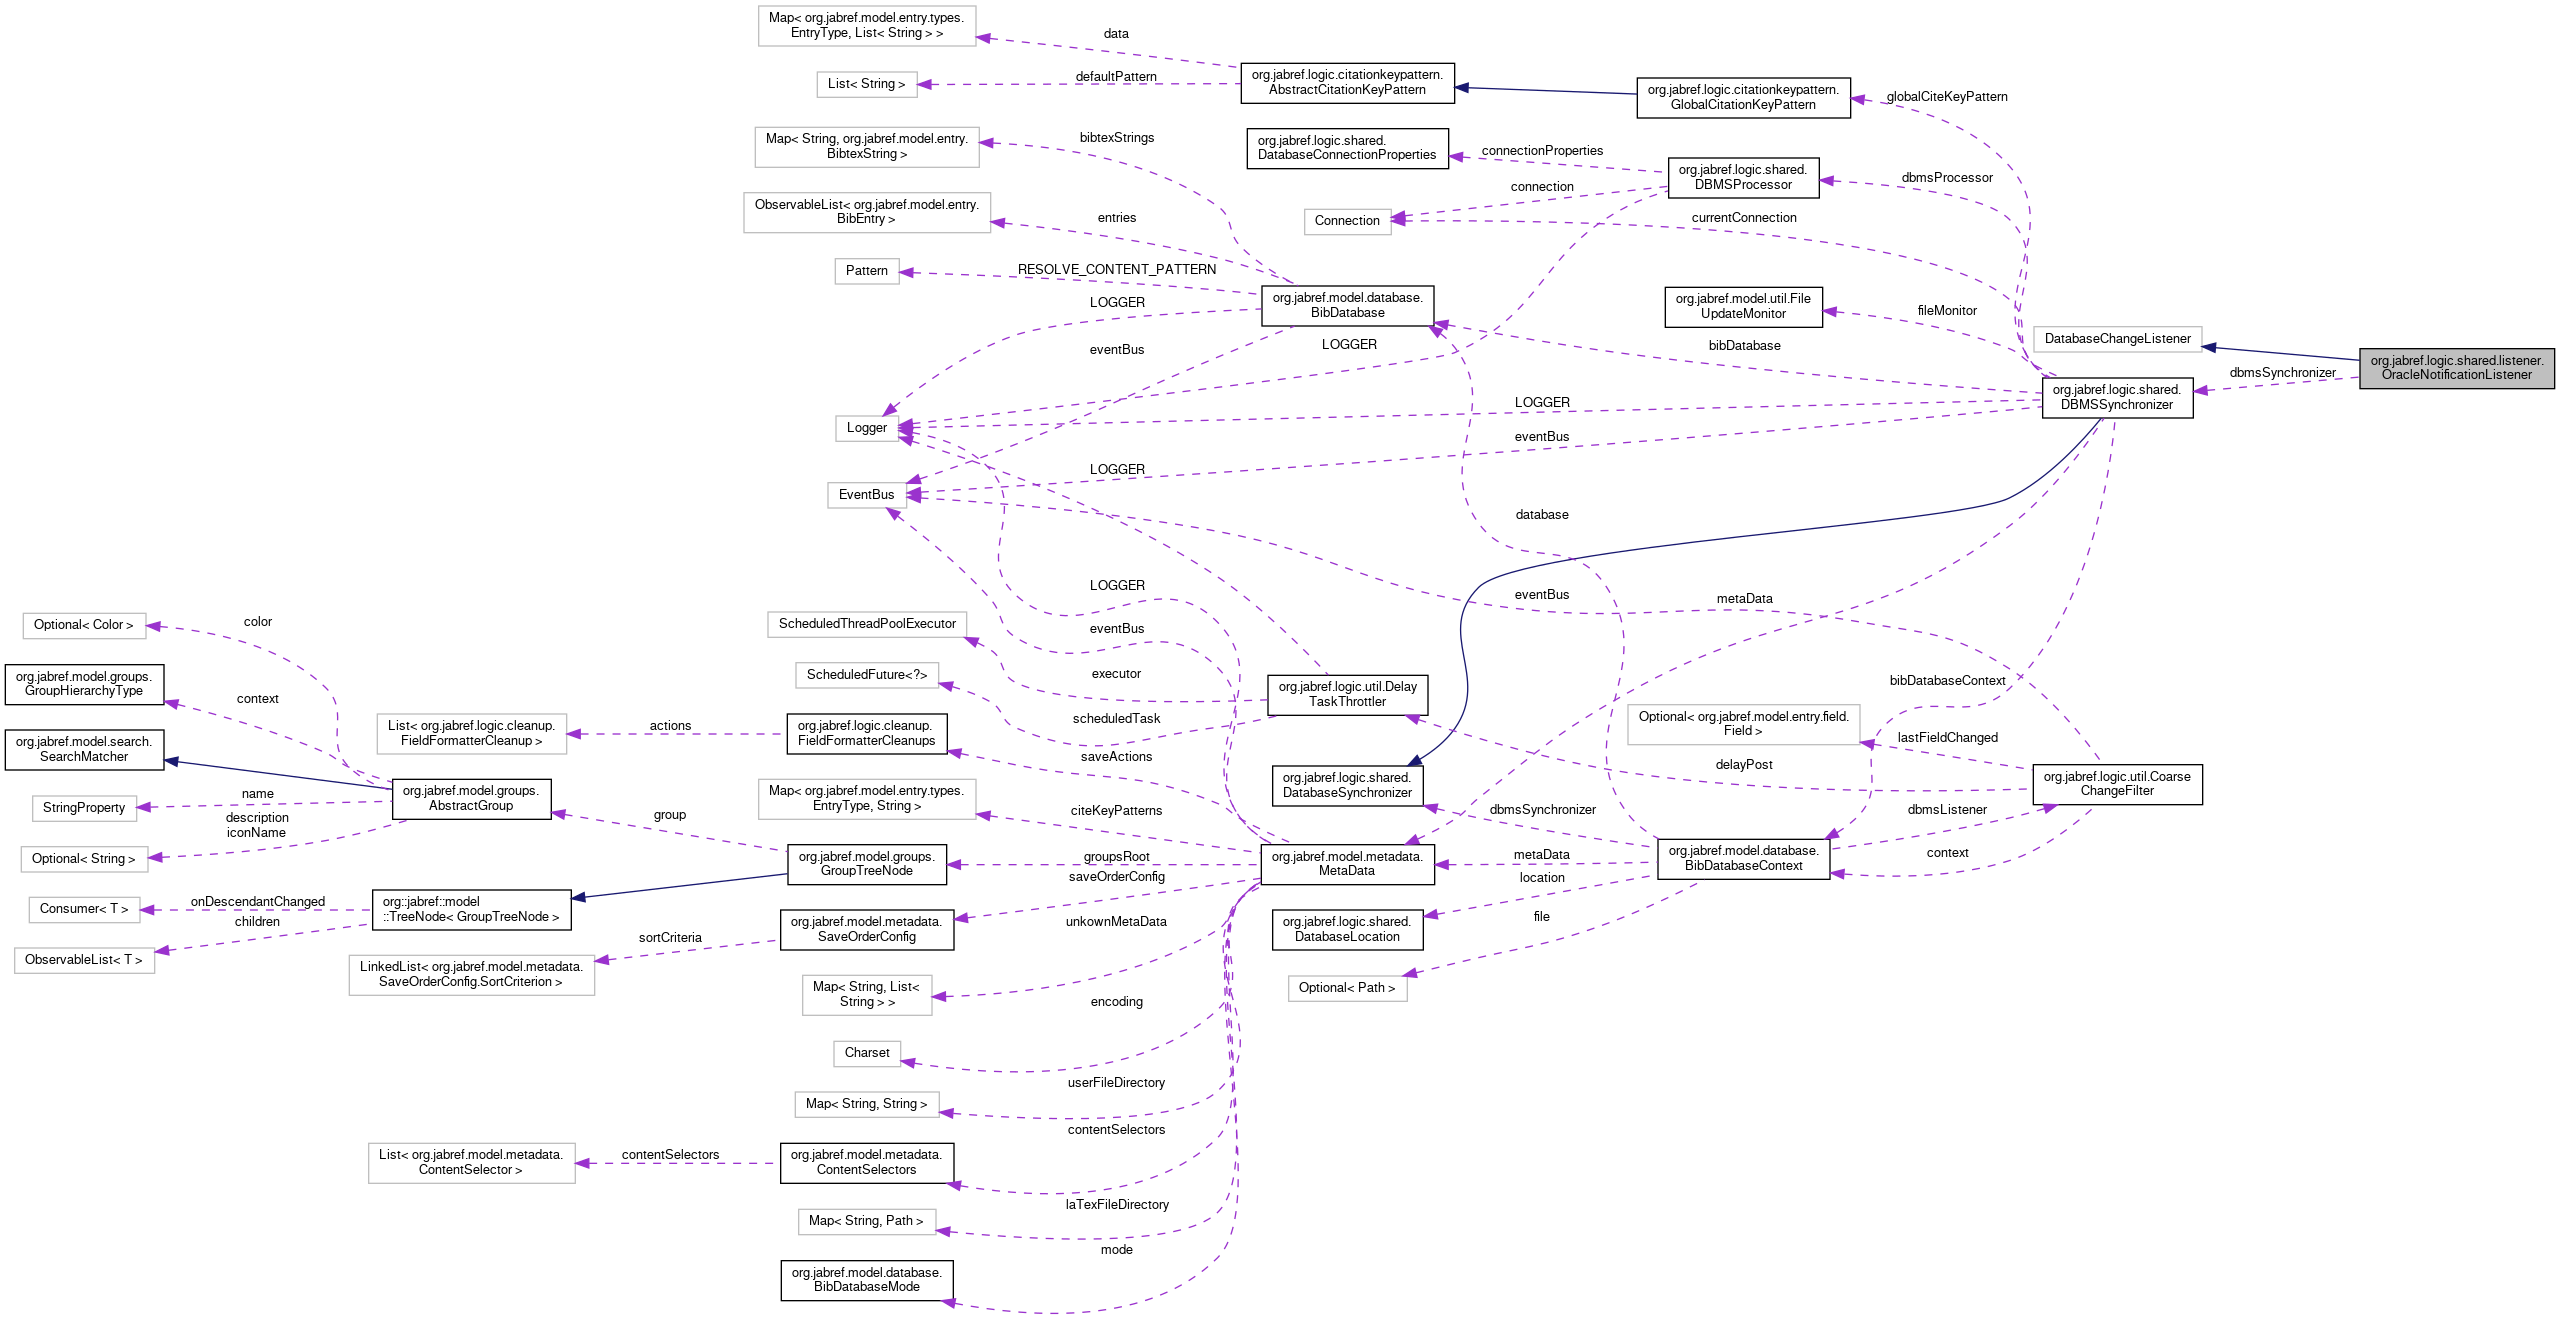 Map< org.jabref.model.entry.types.
EntryType, List< String > >
data
List< String >
defaultPattern
org.jabref.logic.citationkeypattern.
AbstractCitationKeyPattern
org.jabref.logic.citationkeypattern.
GlobalCitationKeyPattern
globalCiteKeyPattern
Map< String, org.jabref.model.entry.
BibtexString >
bibtexStrings
org.jabref.logic.shared.
DatabaseConnectionProperties
connectionProperties
org.jabref.logic.shared.
DBMSProcessor
dbmsProcessor
ObservableList< org.jabref.model.entry.
BibEntry >
entries
connection
Connection
currentConnection
Pattern
RESOLVE_CONTENT_PATTERN
org.jabref.model.database.
BibDatabase
LOGGER
eventBus
LOGGER
org.jabref.model.util.File
UpdateMonitor
fileMonitor
bibDatabase
DatabaseChangeListener
org.jabref.logic.shared.listener.
OracleNotificationListener
dbmsSynchronizer
org.jabref.logic.shared.
DBMSSynchronizer
Logger
LOGGER
eventBus
LOGGER
EventBus
database
LOGGER
eventBus
metaData
Optional< Color >
color
ScheduledThreadPoolExecutor
eventBus
executor
ScheduledFuture<?>
org.jabref.logic.util.Delay
TaskThrottler
bibDatabaseContext
org.jabref.model.groups.
GroupHierarchyType
context
List< org.jabref.logic.cleanup.
FieldFormatterCleanup >
actions
org.jabref.logic.cleanup.
FieldFormatterCleanups
scheduledTask
saveActions
Optional< org.jabref.model.entry.field.
Field >
lastFieldChanged
org.jabref.model.search.
SearchMatcher
delayPost
org.jabref.logic.shared.
DatabaseSynchronizer
org.jabref.logic.util.Coarse
ChangeFilter
StringProperty
name
org.jabref.model.groups.
AbstractGroup
group
Map< org.jabref.model.entry.types.
EntryType, String >
citeKeyPatterns
dbmsSynchronizer
dbmsListener
description
iconName
Optional< String >
org.jabref.model.groups.
GroupTreeNode
groupsRoot
org.jabref.model.metadata.
MetaData
metaData
org.jabref.model.database.
BibDatabaseContext
context
saveOrderConfig
location
Consumer< T >
onDescendantChanged
children
org::jabref::model
::TreeNode< GroupTreeNode >
org.jabref.model.metadata.
SaveOrderConfig
unkownMetaData
org.jabref.logic.shared.
DatabaseLocation
file
ObservableList< T >
sortCriteria
LinkedList< org.jabref.model.metadata.
SaveOrderConfig.SortCriterion >
Map< String, List<
String > >
encoding
Optional< Path >
Charset
userFileDirectory
Map< String, String >
contentSelectors
List< org.jabref.model.metadata.
ContentSelector >
contentSelectors
org.jabref.model.metadata.
ContentSelectors
laTexFileDirectory
Map< String, Path >
mode
org.jabref.model.database.
BibDatabaseMode